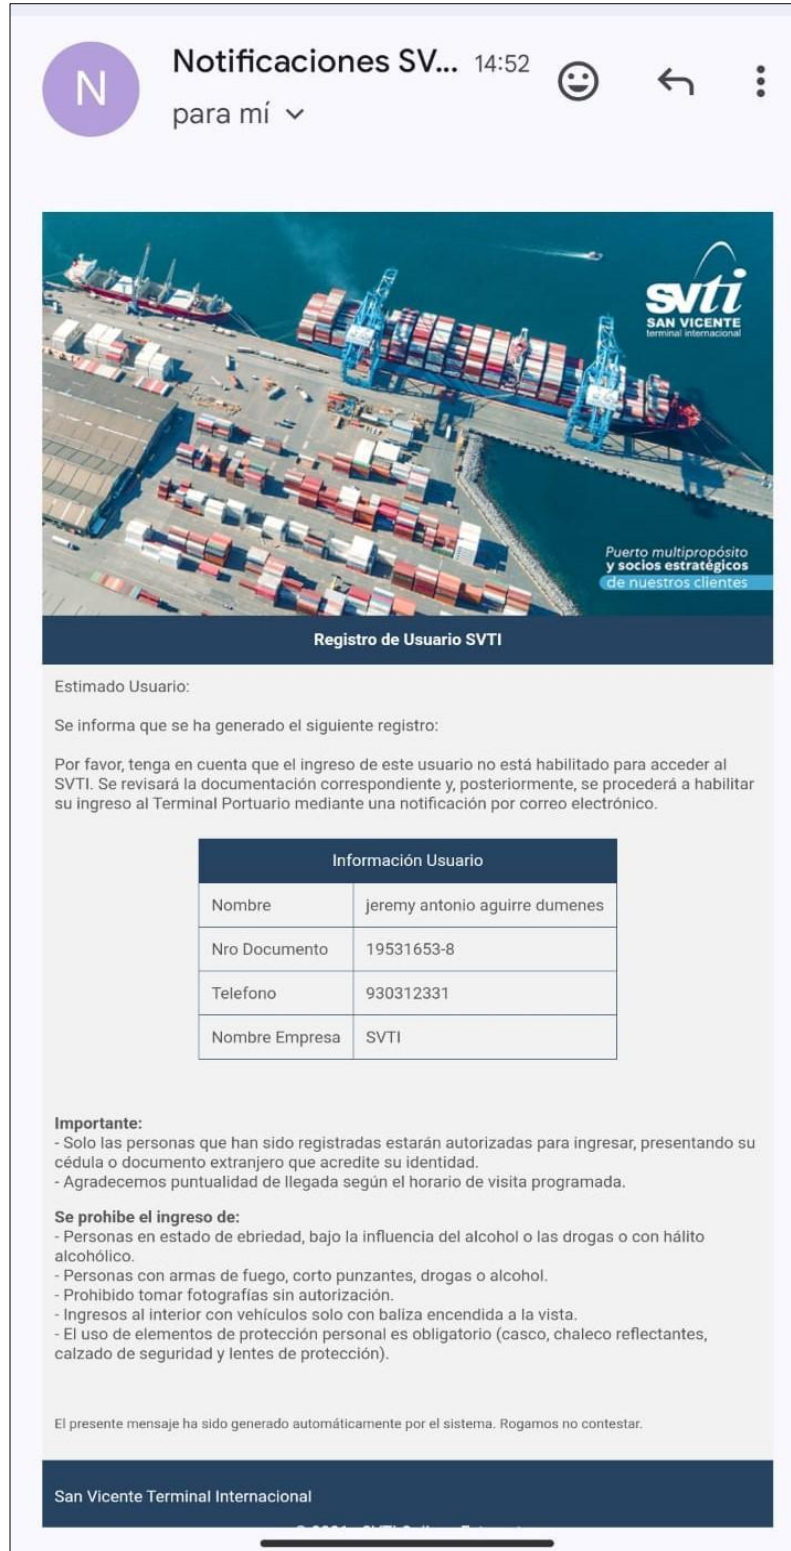 Notificaciones SV... 14:52
N
para mí
svti
SAN VICENTE
terminal internacional
Puerto multipropósito
y socios estratégicos
de nuestros clientes
Registro de Usuario SVTI
Estimado Usuario:
Se informa que se ha generado el siguiente registro:
Por favor, tenga en cuenta que el ingreso de este usuario no está habilitado para acceder al
SVTI. Se revisará la documentación correspondiente y, posteriormente, se procederá a habilitar
su ingreso al Terminal Portuario mediante una notificación por correo electrónico.
Información Usuario
Nombre jeremy antonio aguirre dumenes
Nro Documento 19531653-8
Telefono 930312331
Nombre Empresa SVTI
Importante:
- Solo las personas que han sido registradas estarán autorizadas para ingresar, presentando su
cédula o documento extranjero que acredite su identidad.
- Agradecemos puntualidad de llegada según el horario de visita programada.
Se prohibe el ingreso de:
- Personas en estado de ebriedad, bajo la influencia del alcohol o las drogas o con hálito
alcohólico.
- Personas con armas de fuego, corto punzantes, drogas o alcohol.
- Prohibido tomar fotografías sin autorización.
- Ingresos al interior con vehículos solo con baliza encendida a la vista.
- El uso de elementos de protección personal es obligatorio (casco, chaleco reflectantes,
calzado de seguridad y lentes de protección).
El presente mensaje ha sido generado automáticamente por el sistema. Rogamos no contestar.
San Vicente Terminal Internacional